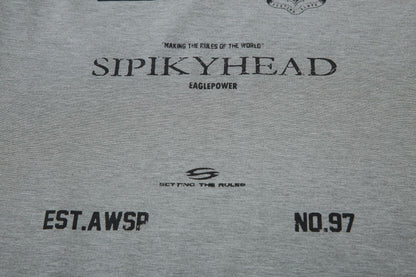 "MAKING THE RULES OF THE WORLD"
SIPIKYHEAD
EAGLEPOWER
SETTING THE RULES
EST.AWSP
NO.97